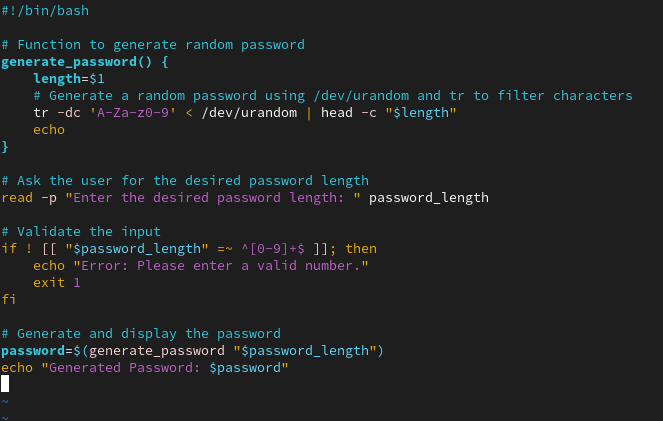 #!/bin/bash

# Function to generate random password
generate_password() {
    length=$1
    # Generate a random password using /dev/urandom and tr to filter characters
    tr -dc 'A-Za-z0-9' < /dev/urandom | head -c "$length"
    echo
}

# Ask the user for the desired password length
read -p "Enter the desired password length: " password_length

# Validate the input
if ! [[ "$password_length" =~ ^[0-9]+$ ]]; then
    echo "Error: Please enter a valid number."
    exit 1
fi

# Generate and display the password
password=$(generate_password "$password_length")
echo "Generated Password: $password"

~
~